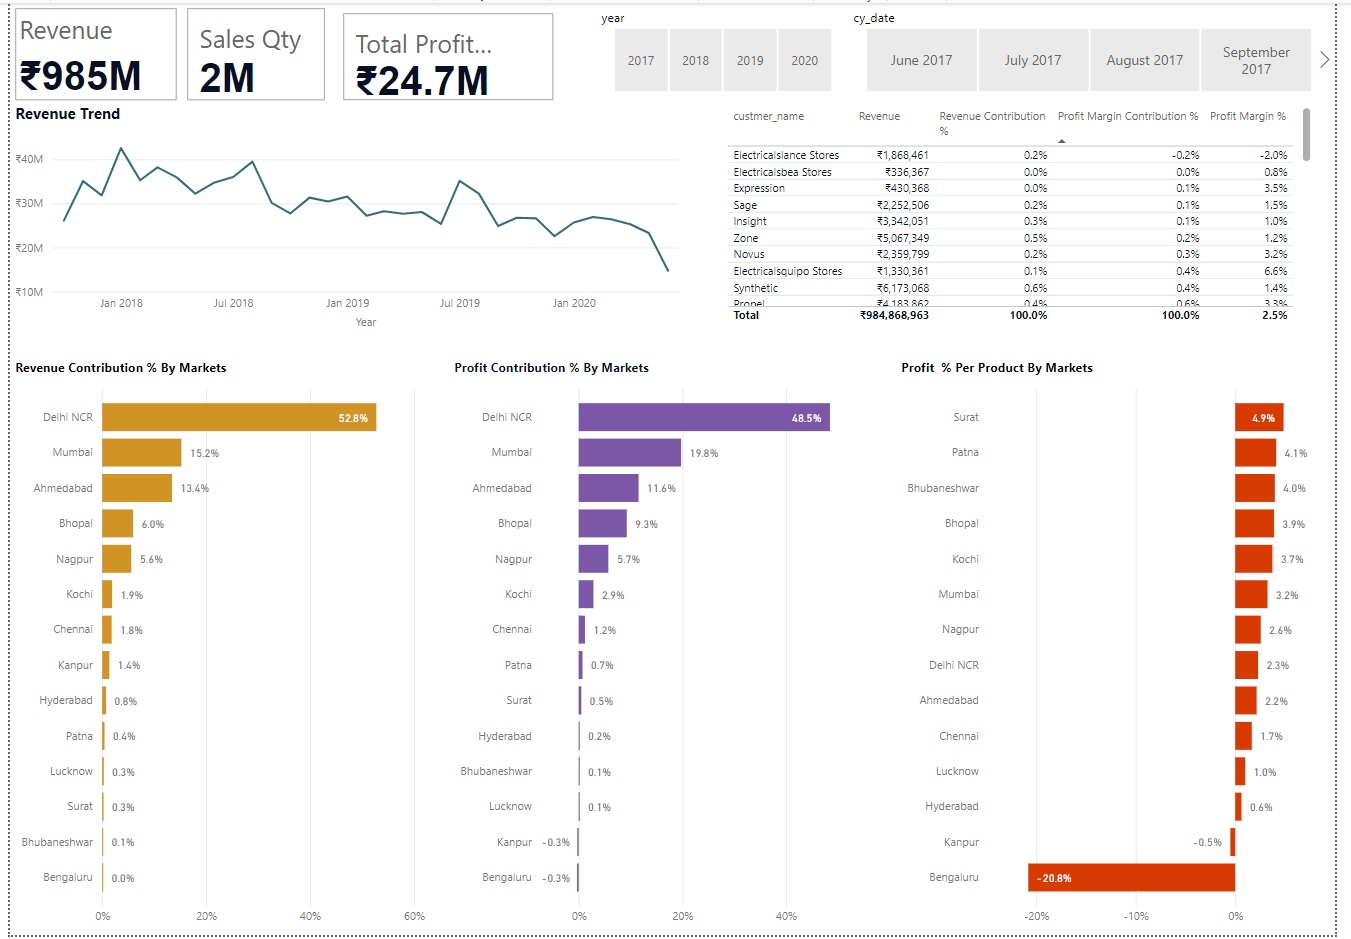 Revenue
₹985M
Sales Qty
2M
Total Profit...
₹24.7M
year
2017 2018 2019 2020
cy_date
June 2017 July 2017 August 2017 September 2017
Revenue Trend
₹40M
₹30M
₹20M
₹10M
Jan 2018 Jul 2018 Jan 2019 Jul 2019 Jan 2020
Year
custmer_name Revenue Revenue Contribution % Profit Margin Contribution % Profit Margin %
Electricalslance Stores ₹1,868,461 0.2% -0.2% -2.0%
Electricalsbea Stores ₹336,367 0.0% 0.0% 0.8%
Expression ₹430,368 0.0% 0.1% 3.5%
Sage ₹2,252,506 0.2% 0.1% 1.5%
Insight ₹3,342,051 0.3% 0.1% 1.0%
Zone ₹5,067,349 0.5% 0.2% 1.2%
Novus ₹2,359,799 0.2% 0.3% 3.2%
Electricalsquipo Stores ₹1,330,361 0.1% 0.4% 6.6%
Synthetic ₹6,173,068 0.6% 0.4% 1.4%
Propel ₹4,183,862 0.4% 0.6% 3.3%
Total ₹984,868,963 100.0% 100.0% 2.5%
Revenue Contribution % By Markets
Delhi NCR 52.8%
Mumbai 15.2%
Ahmedabad 13.4%
Bhopal 6.0%
Nagpur 5.6%
Kochi 1.9%
Chennai 1.8%
Kanpur 1.4%
Hyderabad 0.8%
Patna 0.4%
Lucknow 0.3%
Surat 0.3%
Bhubaneshwar 0.1%
Bengaluru 0.0%
0% 20% 40% 60%
Profit Contribution % By Markets
Delhi NCR 48.5%
Mumbai 19.8%
Ahmedabad 11.6%
Bhopal 9.3%
Nagpur 5.7%
Kochi 2.9%
Chennai 1.2%
Patna 0.7%
Surat 0.5%
Hyderabad 0.2%
Bhubaneshwar 0.1%
Lucknow 0.1%
Kanpur -0.3%
Bengaluru -0.3%
0% 20% 40%
Profit % Per Product By Markets
Surat 4.9%
Patna 4.1%
Bhubaneshwar 4.0%
Bhopal 3.9%
Kochi 3.7%
Mumbai 3.2%
Nagpur 2.6%
Delhi NCR 2.3%
Ahmedabad 2.2%
Chennai 1.7%
Lucknow 1.0%
Hyderabad 0.6%
Kanpur -0.5%
Bengaluru -20.8%
-20% -10% 0%